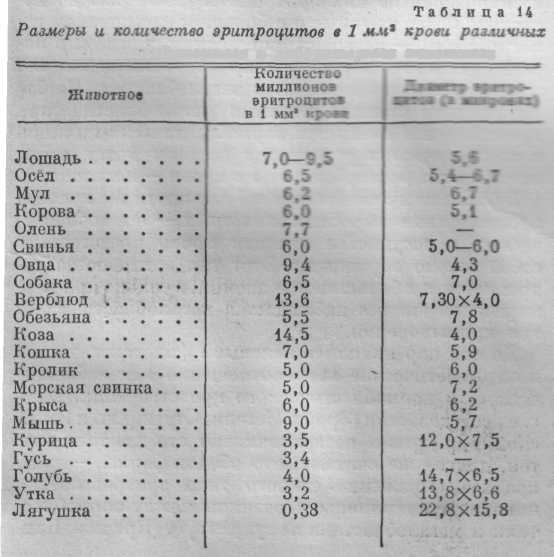 Таблица 14
Размеры и количество эритроцитов в 1 мм³ крови различных
Животное
Количество
миллионов
эритроцитов
в 1 мм³ крови
Диаметр эритро-
цитов (в микронах)
Лошадь . . . . . . . 7,0—9,5 5,6
Осёл . . . . . . . . 6,5 5,4—6,7
Мул . . . . . . . . 6,2 6,7
Корова . . . . . . . 6,0 5,1
Олень . . . . . . . 7,7 —
Свинья . . . . . . . 6,0 5,0—6,0
Овца . . . . . . . . 9,4 4,3
Собака . . . . . . . 6,5 7,0
Верблюд . . . . . . 13,6 7,30×4,0
Обезьяна . . . . . . 5,5 7,8
Коза . . . . . . . . 14,5 4,0
Кошка . . . . . . . 7,0 5,9
Кролик . . . . . . . 5,0 6,0
Морская свинка . . . 5,0 7,2
Крыса . . . . . . . 6,0 6,2
Мышь . . . . . . . . 9,0 5,7
Курица . . . . . . . 3,5 12,0×7,5
Гусь . . . . . . . . 3,4 —
Голубь . . . . . . . 4,0 14,7×6,5
Утка . . . . . . . . 3,2 13,8×6,6
Лягушка . . . . . . 0,38 22,8×15,8